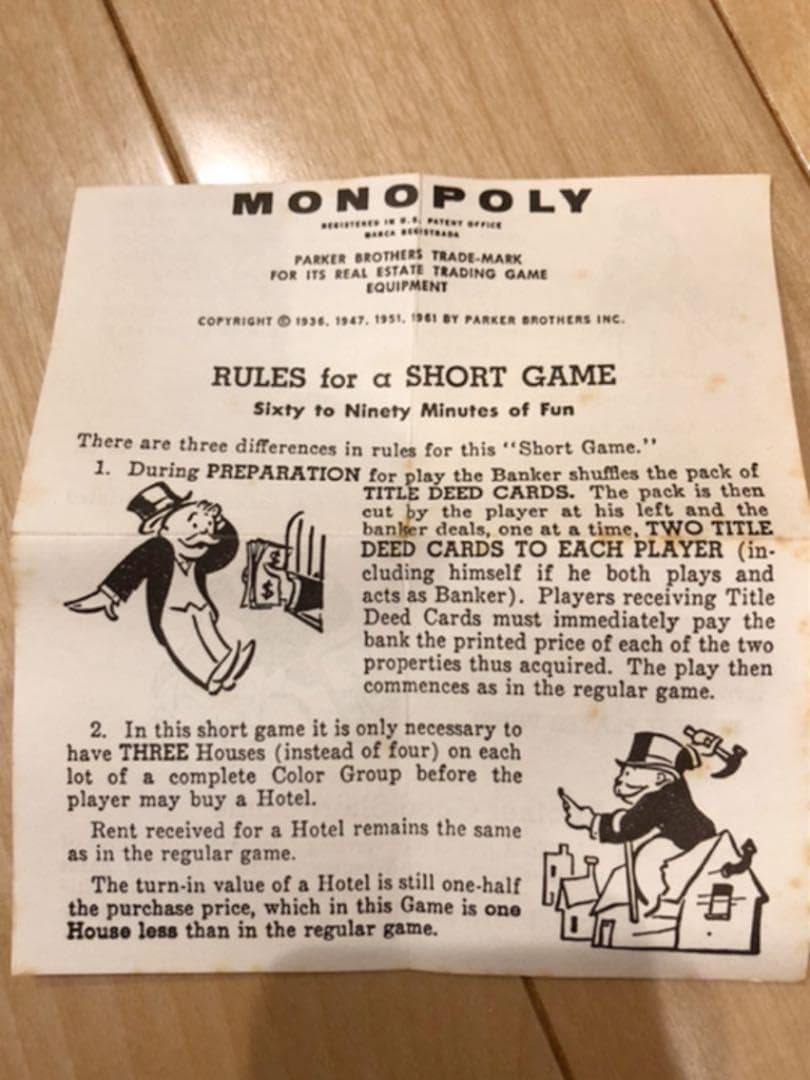 MONOPOLY
REGISTERED IN U.S. PATENT OFFICE
MARCA REGISTRADA
PARKER BROTHERS TRADE-MARK
FOR ITS REAL ESTATE TRADING GAME
EQUIPMENT
COPYRIGHT © 1936, 1947, 1951, 1961 BY PARKER BROTHERS INC.
RULES for a SHORT GAME
Sixty to Ninety Minutes of Fun
There are three differences in rules for this "Short Game."
1. During PREPARATION for play the Banker shuffles the pack of
TITLE DEED CARDS. The pack is then
cut by the player at his left and the
banker deals, one at a time, TWO TITLE
DEED CARDS TO EACH PLAYER (in-
cluding himself if he both plays and
acts as Banker). Players receiving Title
Deed Cards must immediately pay the
bank the printed price of each of the two
properties thus acquired. The play then
commences as in the regular game.
$
$
2. In this short game it is only necessary to
have THREE Houses (instead of four) on each
lot of a complete Color Group before the
player may buy a Hotel.
Rent received for a Hotel remains the same
as in the regular game.
The turn-in value of a Hotel is still one-half
the purchase price, which in this Game is one
House less than in the regular game.